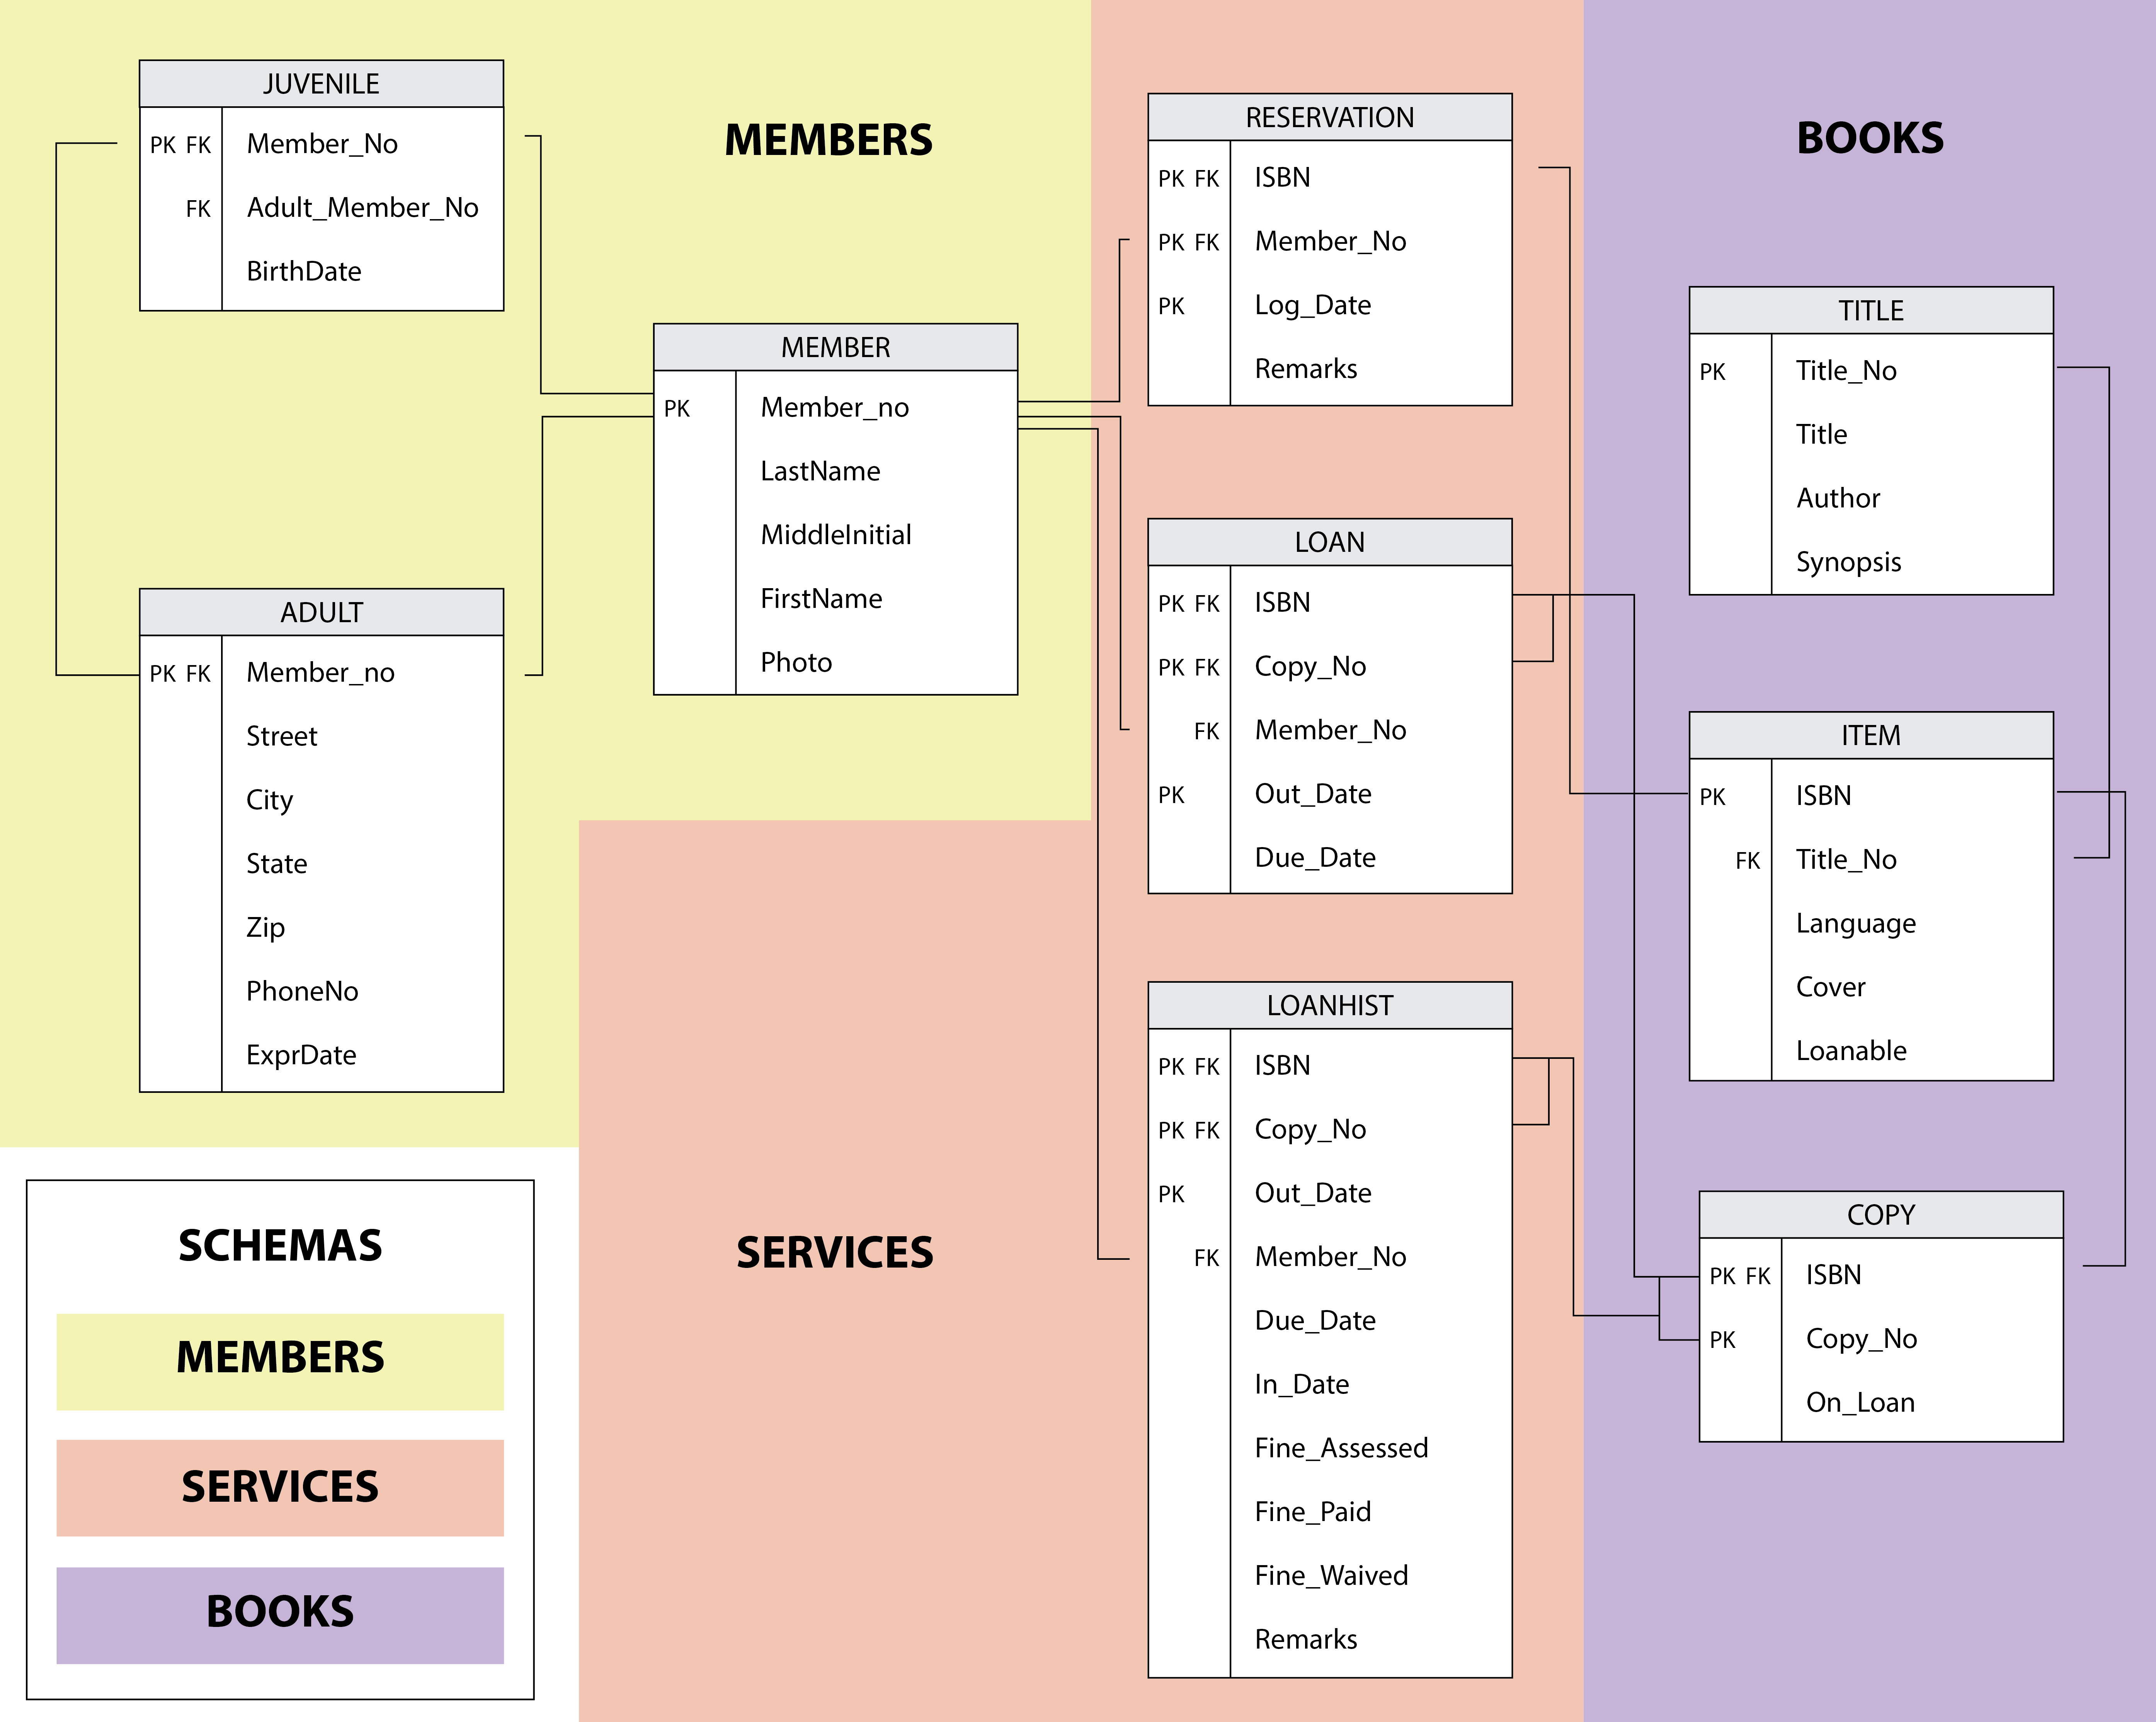 JUVENILE
PK FK Member_No
FK Adult_Member_No
BirthDate
MEMBERS
ADULT
PK FK Member_no
Street
City
State
Zip
PhoneNo
ExprDate
MEMBER
PK Member_no
LastName
MiddleInitial
FirstName
Photo
RESERVATION
PK FK ISBN
PK FK Member_No
PK Log_Date
Remarks
LOAN
PK FK ISBN
PK FK Copy_No
FK Member_No
PK Out_Date
Due_Date
LOANHIST
PK FK ISBN
PK FK Copy_No
PK Out_Date
FK Member_No
Due_Date
In_Date
Fine_Assessed
Fine_Paid
Fine_Waived
Remarks
SERVICES
BOOKS
TITLE
PK Title_No
Title
Author
Synopsis
ITEM
PK ISBN
FK Title_No
Language
Cover
Loanable
COPY
PK FK ISBN
PK Copy_No
On_Loan
SCHEMAS
MEMBERS
SERVICES
BOOKS